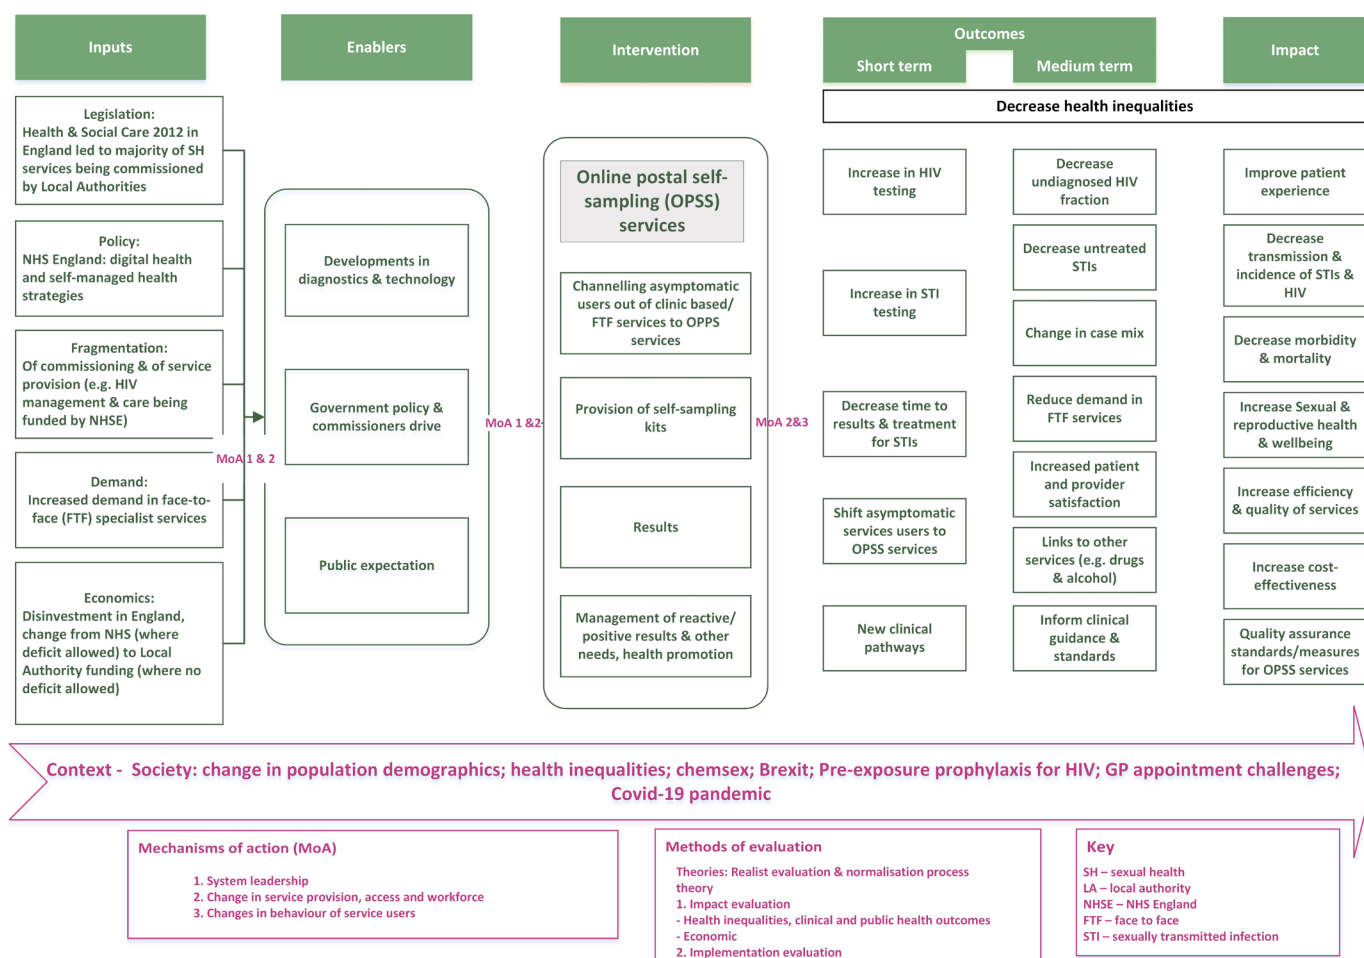 Inputs
Enablers
Intervention
Outcomes
Short term
Medium term
Impact
Decrease health inequalities
Legislation:
Health & Social Care 2012 in
England led to majority of SH
services being commissioned
by Local Authorities
Policy:
NHS England: digital health
and self-managed health
strategies
Fragmentation:
Of commissioning & of service
provision (e.g. HIV
management & care being
funded by NHSE)
Demand:
Increased demand in face-to-
face (FTF) specialist services
Economics:
Disinvestment in England,
change from NHS (where
deficit allowed) to Local
Authority funding (where no
deficit allowed)
MoA 1 & 2
Developments in
diagnostics & technology
Government policy &
commissioners drive
Public expectation
MoA 1 &2
Online postal self-
sampling (OPSS)
services
Channelling asymptomatic
users out of clinic based/
FTF services to OPPS
services
Provision of self-sampling
kits
Results
Management of reactive/
positive results & other
needs, health promotion
MoA 2&3
Increase in HIV
testing
Increase in STI
testing
Decrease time to
results & treatment
for STIs
Shift asymptomatic
services users to
OPSS services
New clinical
pathways
Decrease
undiagnosed HIV
fraction
Decrease untreated
STIs
Change in case mix
Reduce demand in
FTF services
Increased patient
and provider
satisfaction
Links to other
services (e.g. drugs
& alcohol)
Inform clinical
guidance &
standards
Improve patient
experience
Decrease
transmission &
incidence of STIs &
HIV
Decrease morbidity
& mortality
Increase Sexual &
reproductive health
& wellbeing
Increase efficiency
& quality of services
Increase cost-
effectiveness
Quality assurance
standards/measures
for OPSS services
Context - Society: change in population demographics; health inequalities; chemsex; Brexit; Pre-exposure prophylaxis for HIV; GP appointment challenges;
Covid-19 pandemic
Mechanisms of action (MoA)
1. System leadership
2. Change in service provision, access and workforce
3. Changes in behaviour of service users
Methods of evaluation
Theories: Realist evaluation & normalisation process
theory
1. Impact evaluation
- Health inequalities, clinical and public health outcomes
- Economic
2. Implementation evaluation
Key
SH – sexual health
LA – local authority
NHSE – NHS England
FTF – face to face
STI – sexually transmitted infection